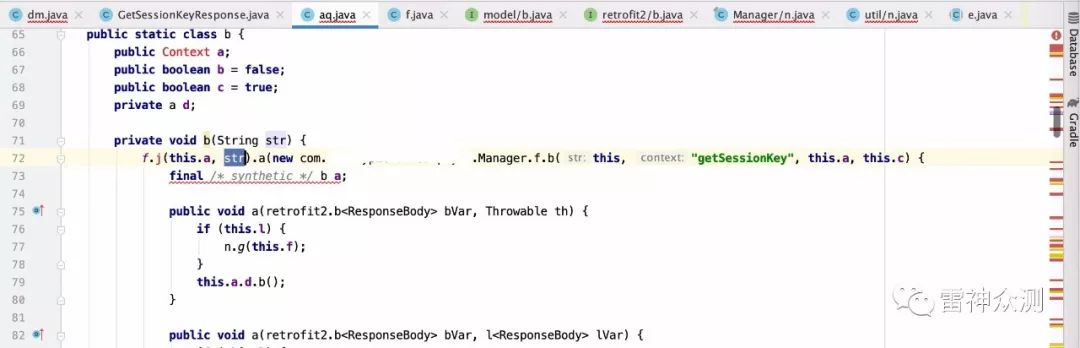 dm.java GetSessionKeyResponse.java aq.java f.java model/b.java retrofit2/b.java Manager/n.java util/n.java e.java
65 public static class b {
66 public Context a;
67 public boolean b = false;
68 public boolean c = true;
69 private a d;
70
71 private void b(String str) {
72 f.j(this.a, str).a(new com. .Manager.f.b( str: this, context: "getSessionKey", this.a, this.c) {
73 final /* synthetic */ b a;
74
75 public void a(retrofit2.b<ResponseBody> bVar, Throwable th) {
76 if (this.l) {
77 n.g(this.f);
78 }
79 this.a.d.b();
80 }
81
82 public void a(retrofit2.b<ResponseBody> bVar, l<ResponseBody> lVar) {
Database
Gradle
雷神众测